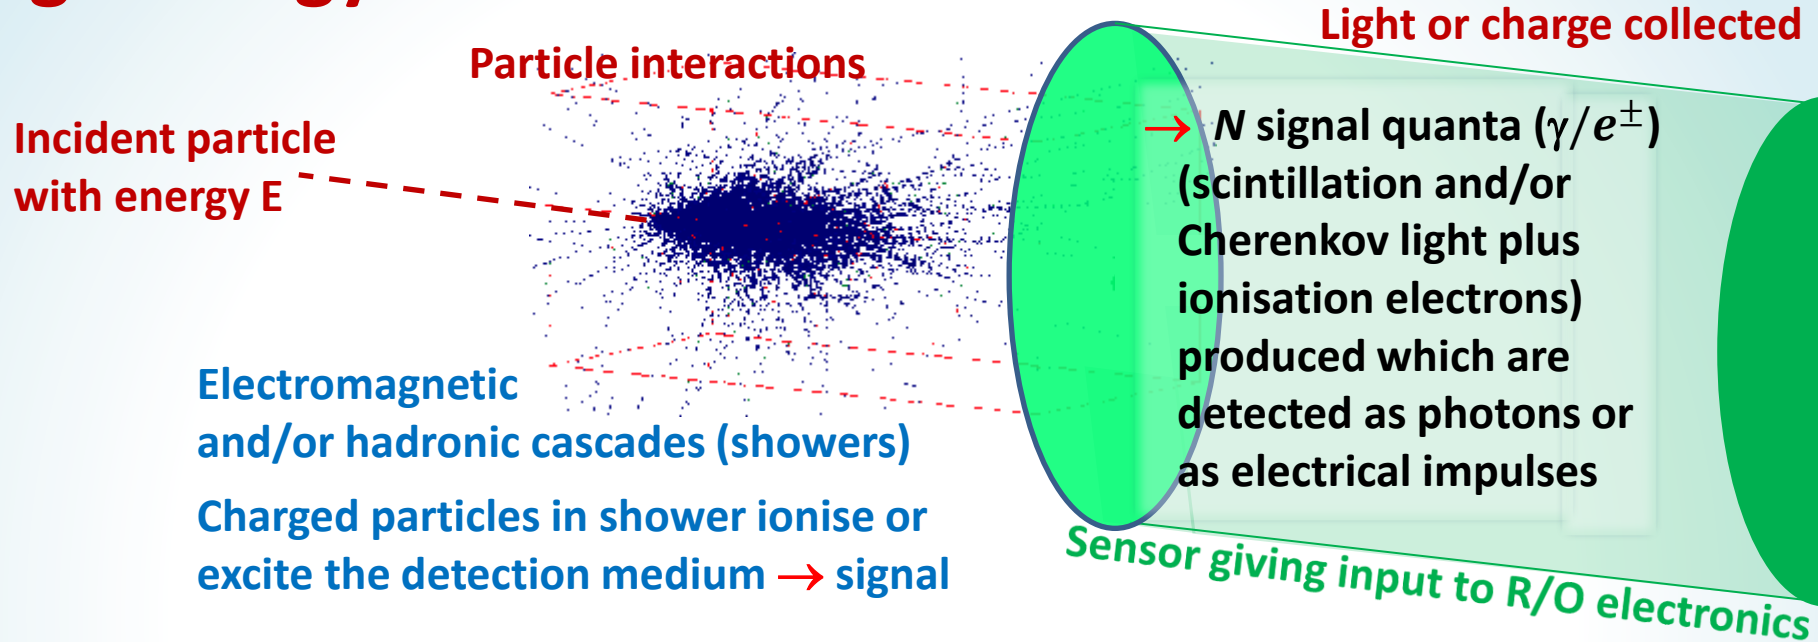 Light or charge collected
Particle interactions
Incident particle
with energy E
→ N signal quanta (γ/e±)
(scintillation and/or
Cherenkov light plus
ionisation electrons)
produced which are
detected as photons or
as electrical impulses
Electromagnetic
and/or hadronic cascades (showers)
Charged particles in shower ionise or
excite the detection medium → signal
Sensor giving input to R/O electronics